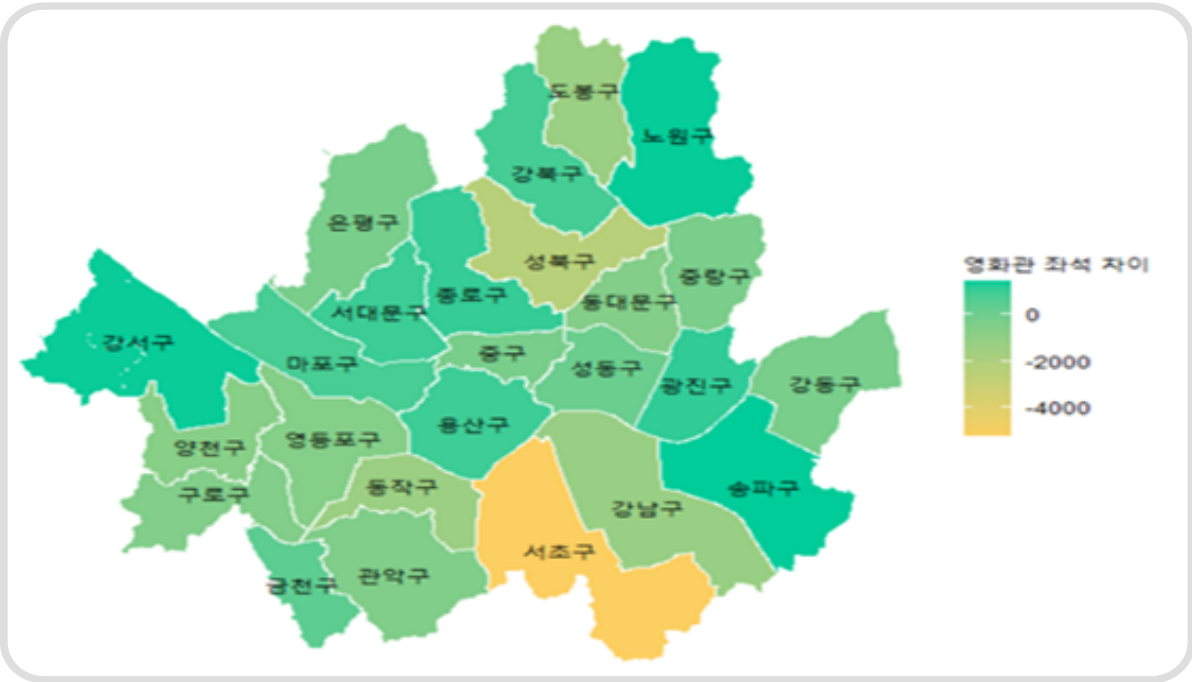 도봉구
노원구
강북구
은평구
성북구
중랑구
종로구
동대문구
서대문구
강서구
중구
마포구
성동구
광진구
강동구
용산구
영등포구
양천구
동작구
송파구
구로구
강남구
서초구
관악구
금천구
영화관 좌석 차이
0
-2000
-4000